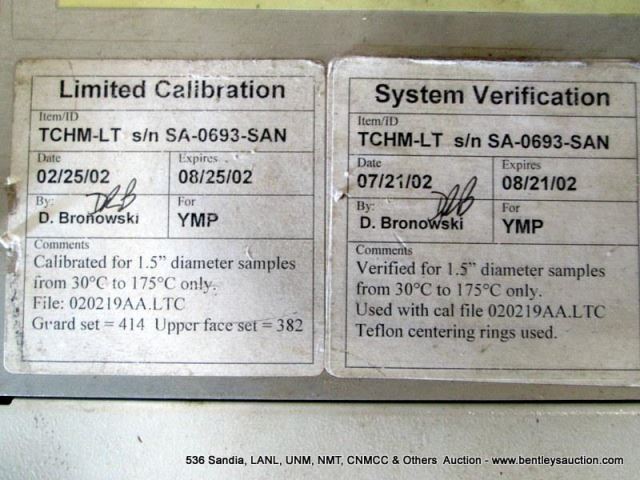 Limited Calibration
Item/ID
TCHM-LT s/n SA-0693-SAN
Date Expires
02/25/02 08/25/02
By: For
D. Bronowski YMP
Comments
Calibrated for 1.5” diameter samples
from 30°C to 175°C only.
File: 020219AA.LTC
Guard set = 414 Upper face set = 382
System Verification
Item/ID
TCHM-LT s/n SA-0693-SAN
Date Expires
07/21/02 08/21/02
By: For
D. Bronowski YMP
Comments
Verified for 1.5” diameter samples
from 30°C to 175°C only.
Used with cal file 020219AA.LTC
Teflon centering rings used.
536 Sandia, LANL, UNM, NMT, CNMCC & Others Auction - www.bentleysauction.com